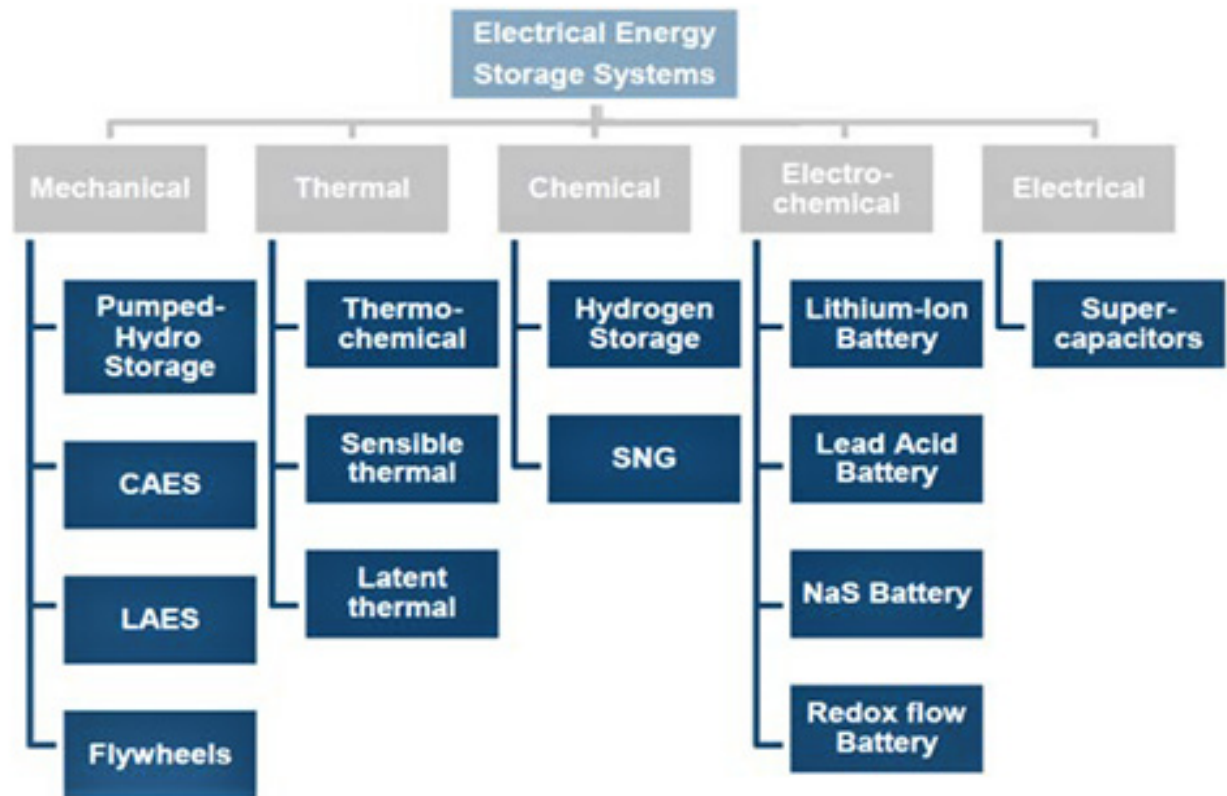 Electrical Energy
Storage Systems
Mechanical
Thermal
Chemical
Electro-
chemical
Electrical
Pumped-
Hydro
Storage
CAES
LAES
Flywheels
Thermo-
chemical
Sensible
thermal
Latent
thermal
Hydrogen
Storage
SNG
Lithium-Ion
Battery
Lead Acid
Battery
NaS Battery
Redox flow
Battery
Super-
capacitors